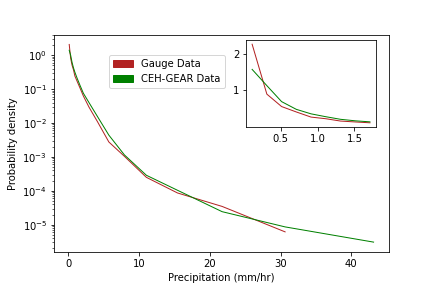 10⁰
10⁻¹
10⁻²
10⁻³
10⁻⁴
10⁻⁵
Probability density
Gauge Data
CEH-GEAR Data
2
1
0.5 1.0 1.5
0 10 20 30 40
Precipitation (mm/hr)